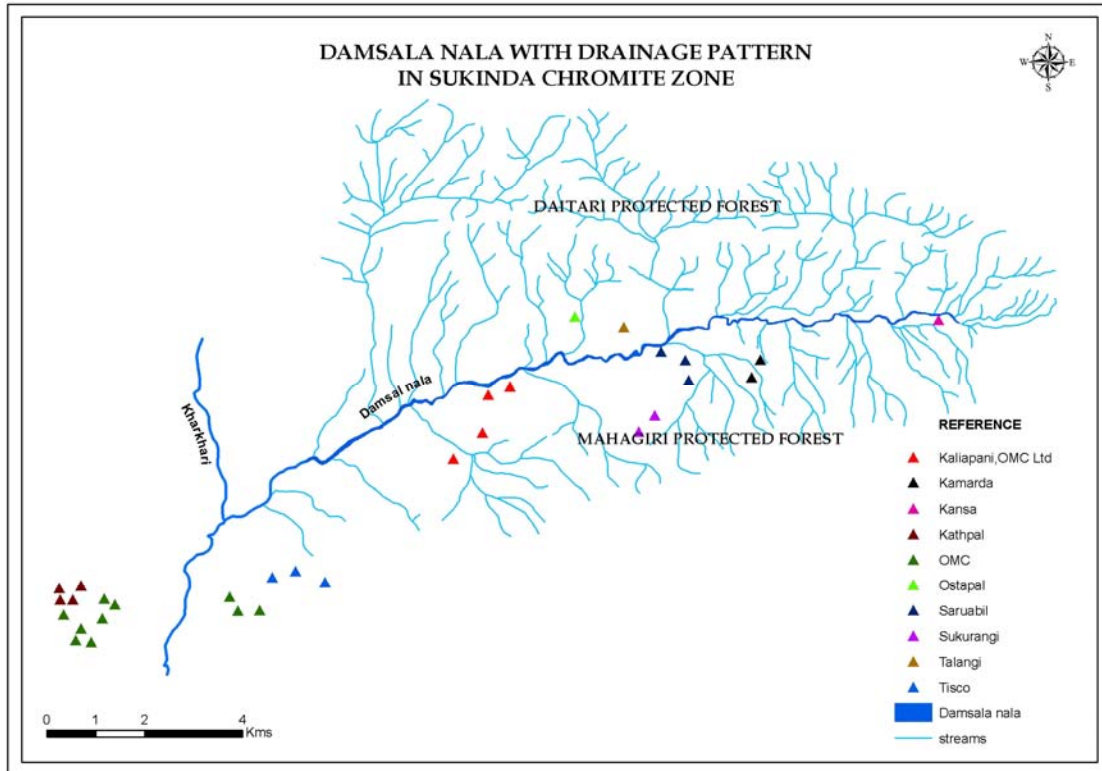 DAMSALA NALA WITH DRAINAGE PATTERN
IN SUKINDA CHROMITE ZONE
N
W E
S
DAITARI PROTECTED FOREST
Kharkhari
Damsal nala
MAHAGIRI PROTECTED FOREST
REFERENCE
Kaliapani,OMC Ltd
Kamarda
Kansa
Kathpal
OMC
Ostapal
Saruabil
Sukurangi
Talangi
Tisco
Damsala nala
streams
0 1 2 4
Kms